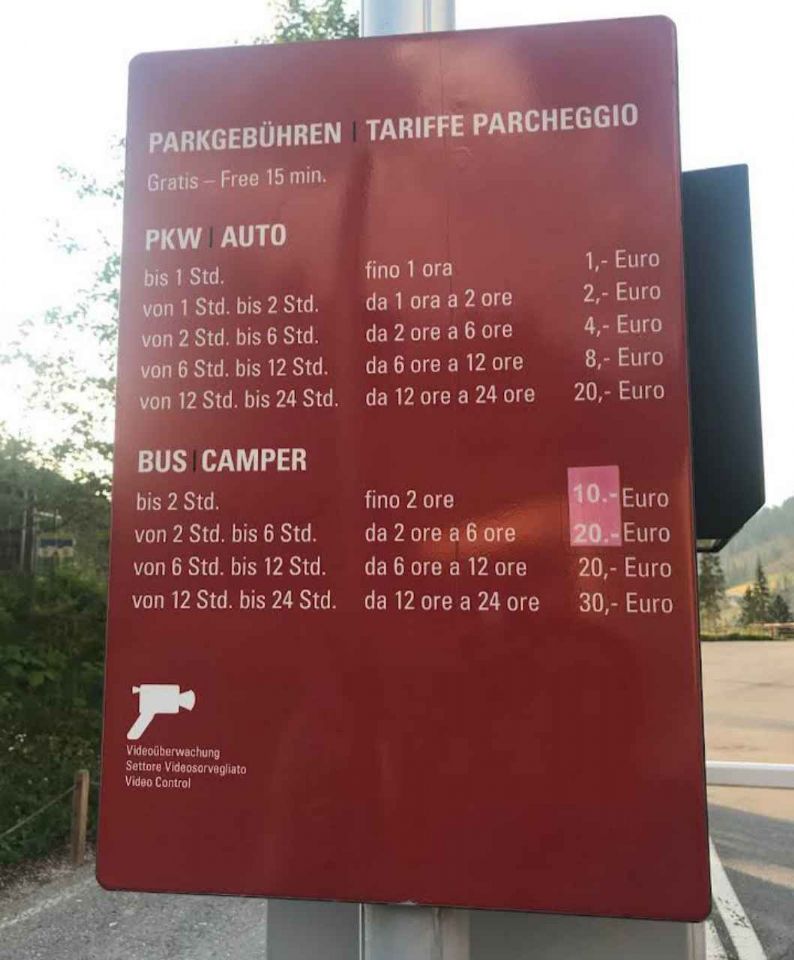 PARKGEBÜHREN | TARIFFE PARCHEGGIO
Gratis – Free 15 min.
PKW | AUTO
bis 1 Std. fino 1 ora 1,- Euro
von 1 Std. bis 2 Std. da 1 ora a 2 ore 2,- Euro
von 2 Std. bis 6 Std. da 2 ore a 6 ore 4,- Euro
von 6 Std. bis 12 Std. da 6 ore a 12 ore 8,- Euro
von 12 Std. bis 24 Std. da 12 ore a 24 ore 20,- Euro
BUS | CAMPER
bis 2 Std. fino 2 ore 10.- Euro
von 2 Std. bis 6 Std. da 2 ore a 6 ore 20.- Euro
von 6 Std. bis 12 Std. da 6 ore a 12 ore 20,- Euro
von 12 Std. bis 24 Std. da 12 ore a 24 ore 30,- Euro
Videoüberwachung
Settore Videosorvegliato
Video Control